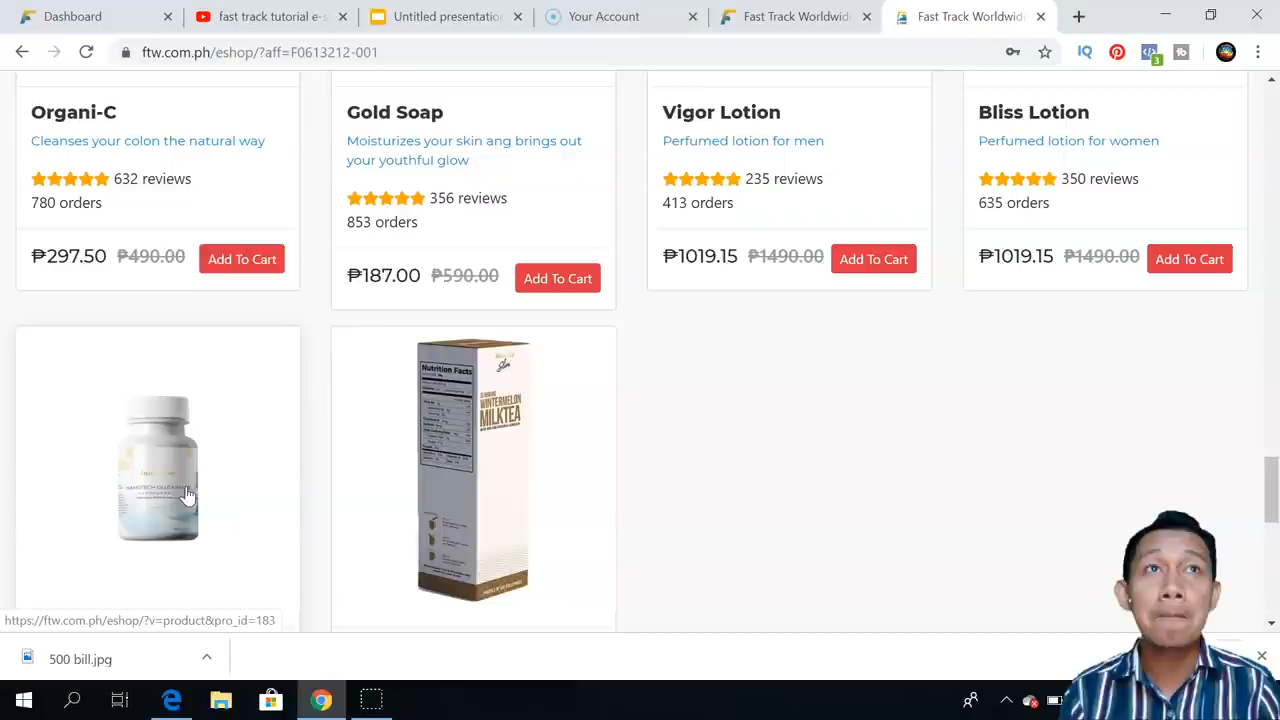 Dashboard
fast track tutorial e-s
Untitled presentation
Your Account
Fast Track Worldwid
Fast Track Worldwid
ftw.com.ph/eshop/?aff=F0613212-001
3
Organi-C
Cleanses your colon the natural way
632 reviews
780 orders
₱297.50 ₱490.00 Add To Cart
Gold Soap
Moisturizes your skin ang brings out
your youthful glow
356 reviews
853 orders
₱187.00 ₱590.00 Add To Cart
Vigor Lotion
Perfumed lotion for men
235 reviews
413 orders
₱1019.15 ₱1490.00 Add To Cart
Bliss Lotion
Perfumed lotion for women
350 reviews
635 orders
₱1019.15 ₱1490.00 Add To Cart
Nutrition Facts
Slim
WINTERMELON
MILKTEA
https://ftw.com.ph/eshop/?v=product&pro_id=183
500 bill.jpg